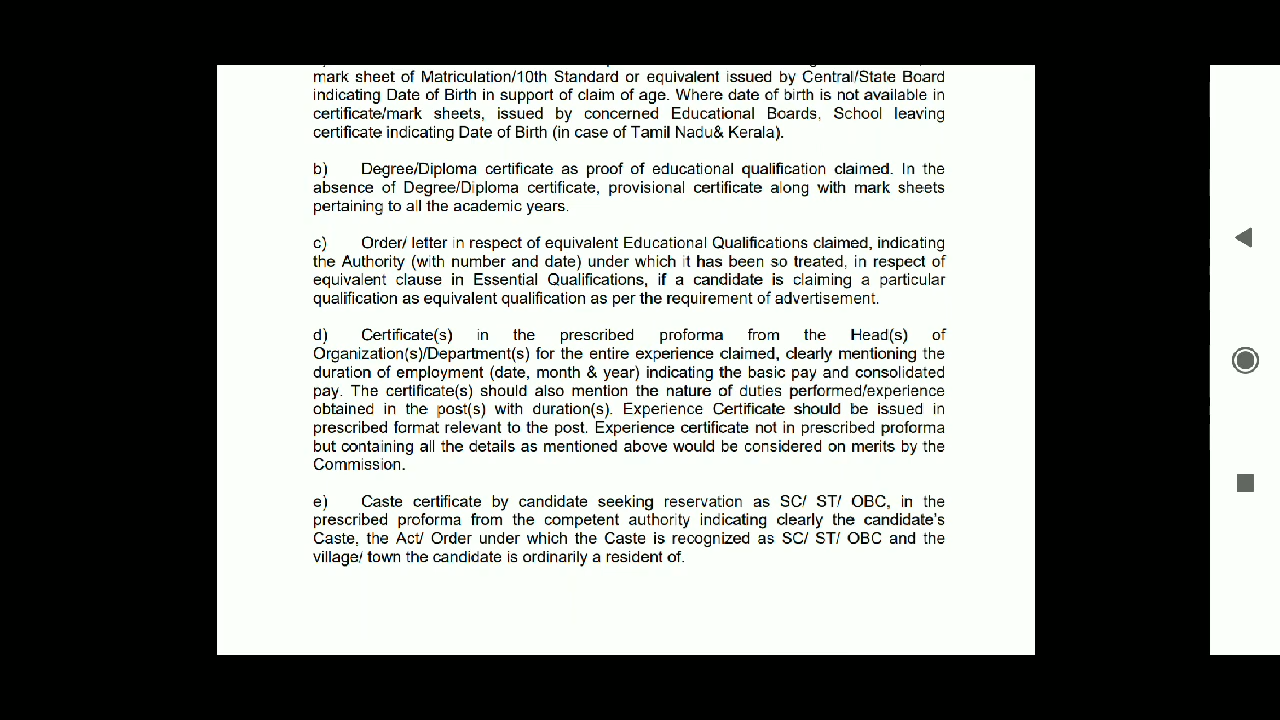 mark sheet of Matriculation/10th Standard or equivalent issued by Central/State Board
indicating Date of Birth in support of claim of age. Where date of birth is not available in
certificate/mark sheets, issued by concerned Educational Boards, School leaving
certificate indicating Date of Birth (in case of Tamil Nadu& Kerala).
b) Degree/Diploma certificate as proof of educational qualification claimed. In the
absence of Degree/Diploma certificate, provisional certificate along with mark sheets
pertaining to all the academic years.
c) Order/ letter in respect of equivalent Educational Qualifications claimed, indicating
the Authority (with number and date) under which it has been so treated, in respect of
equivalent clause in Essential Qualifications, if a candidate is claiming a particular
qualification as equivalent qualification as per the requirement of advertisement.
d) Certificate(s) in the prescribed proforma from the Head(s) of
Organization(s)/Department(s) for the entire experience claimed, clearly mentioning the
duration of employment (date, month & year) indicating the basic pay and consolidated
pay. The certificate(s) should also mention the nature of duties performed/experience
obtained in the post(s) with duration(s). Experience Certificate should be issued in
prescribed format relevant to the post. Experience certificate not in prescribed proforma
but containing all the details as mentioned above would be considered on merits by the
Commission.
e) Caste certificate by candidate seeking reservation as SC/ ST/ OBC, in the
prescribed proforma from the competent authority indicating clearly the candidate's
Caste, the Act/ Order under which the Caste is recognized as SC/ ST/ OBC and the
village/ town the candidate is ordinarily a resident of.